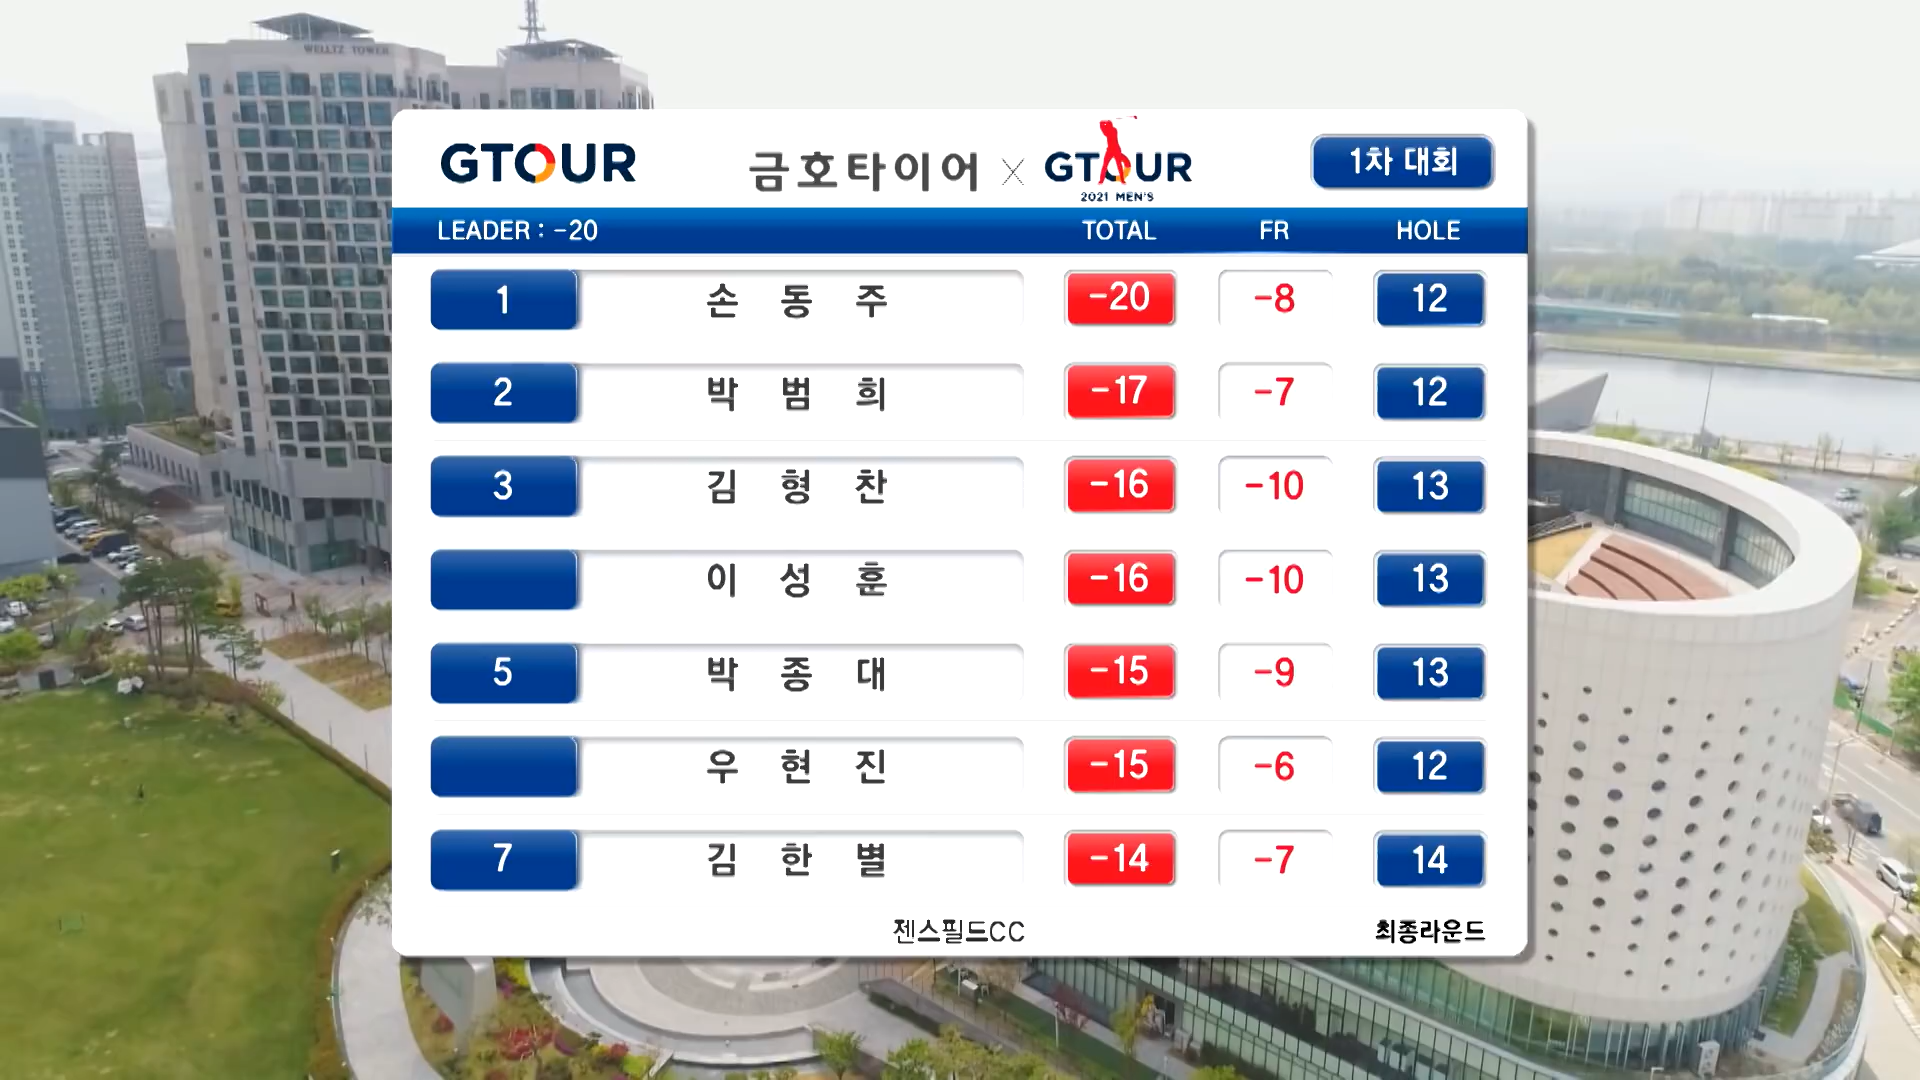 WELLTZ TOWER
GTOUR 금호타이어 X GTOUR 1차 대회
2021 MEN'S
LEADER : -20 TOTAL FR HOLE
1 손동주 -20 -8 12
2 박범희 -17 -7 12
3 김형찬 -16 -10 13
이성훈 -16 -10 13
5 박종대 -15 -9 13
우현진 -15 -6 12
7 김한별 -14 -7 14
젠스필드CC 최종라운드